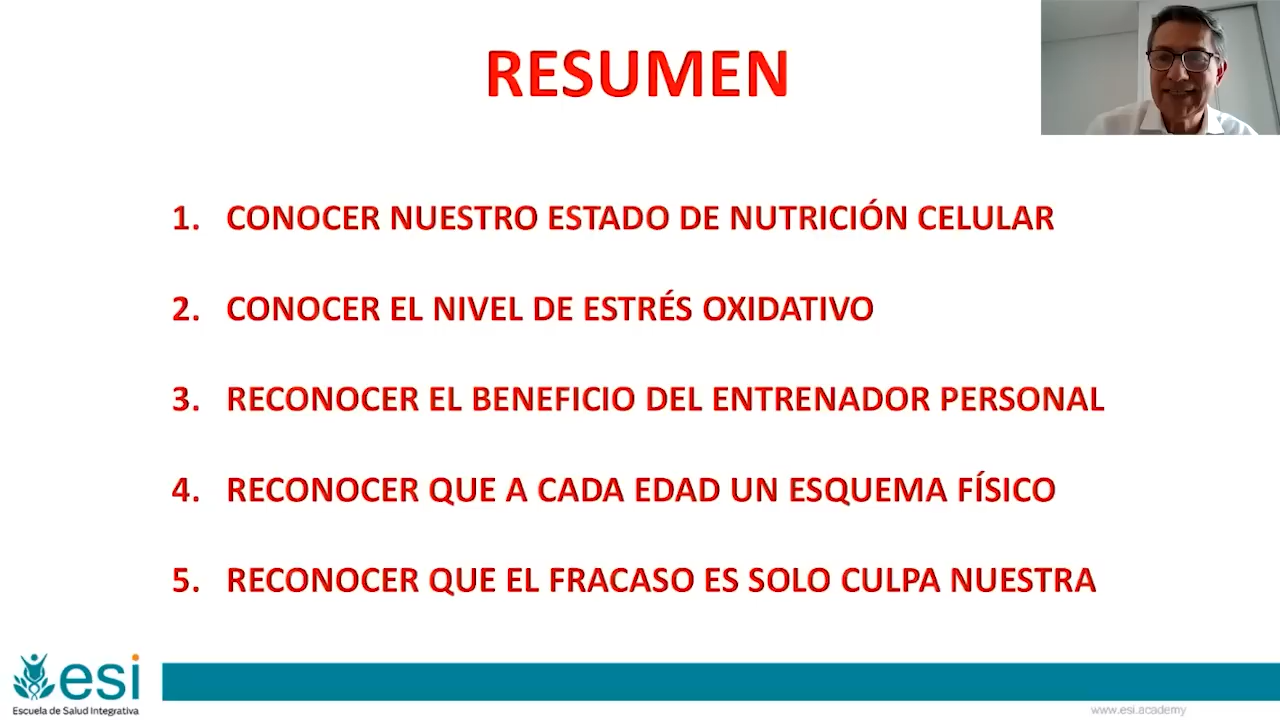 RESUMEN
1. CONOCER NUESTRO ESTADO DE NUTRICIÓN CELULAR
2. CONOCER EL NIVEL DE ESTRÉS OXIDATIVO
3. RECONOCER EL BENEFICIO DEL ENTRENADOR PERSONAL
4. RECONOCER QUE A CADA EDAD UN ESQUEMA FÍSICO
5. RECONOCER QUE EL FRACASO ES SOLO CULPA NUESTRA
esi
Escuela de Salud Integrativa
www.esi.academy